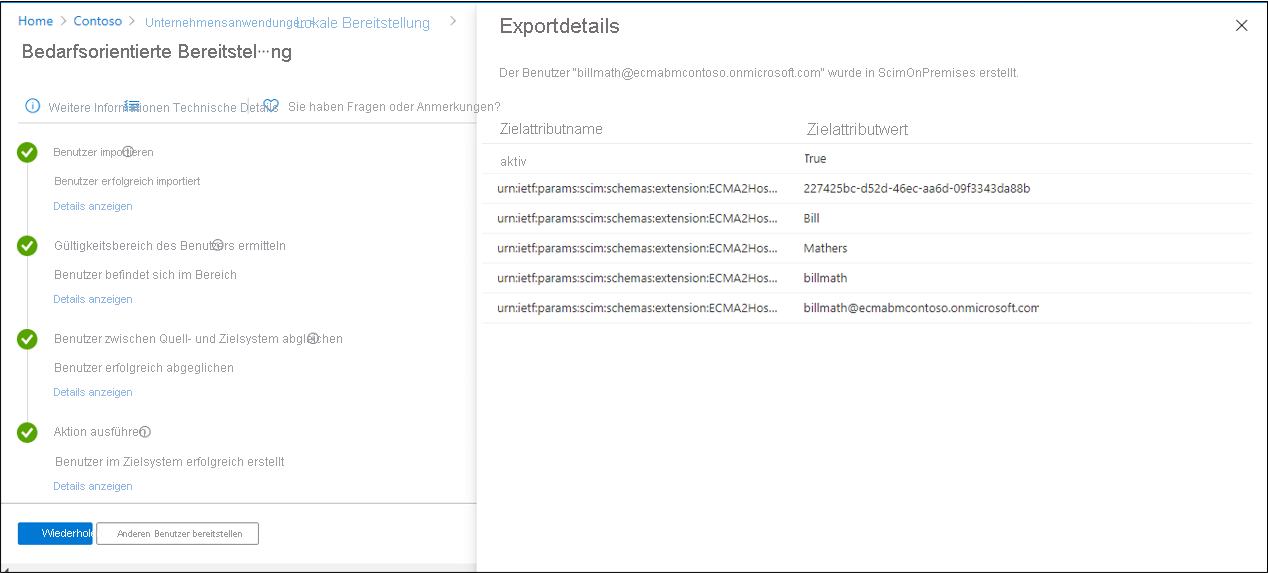 Home > Contoso > Unternehmensanwendungen > Lokale Bereitstellung >
Bedarfsorientierte Bereitstel···ng
Weitere Informationen Technische Details Sie haben Fragen oder Anmerkungen?
Benutzer importieren
Benutzer erfolgreich importiert
Details anzeigen
Gültigkeitsbereich des Benutzers ermitteln
Benutzer befindet sich im Bereich
Details anzeigen
Benutzer zwischen Quell- und Zielsystem abgleichen
Benutzer erfolgreich abgeglichen
Details anzeigen
Aktion ausführen
Benutzer im Zielsystem erfolgreich erstellt
Details anzeigen
Wiederhole Anderen Benutzer bereitstellen
Exportdetails
Der Benutzer "billmath@ecmabmcontoso.onmicrosoft.com" wurde in ScimOnPremises erstellt.
Zielattributname Zielattributwert
aktiv True
urn:ietf:params:scim:schemas:extension:ECMA2Hos... 227425bc-d52d-46ec-aa6d-09f3343da88b
urn:ietf:params:scim:schemas:extension:ECMA2Hos... Bill
urn:ietf:params:scim:schemas:extension:ECMA2Hos... Mathers
urn:ietf:params:scim:schemas:extension:ECMA2Hos... billmath
urn:ietf:params:scim:schemas:extension:ECMA2Hos... billmath@ecmabmcontoso.onmicrosoft.com